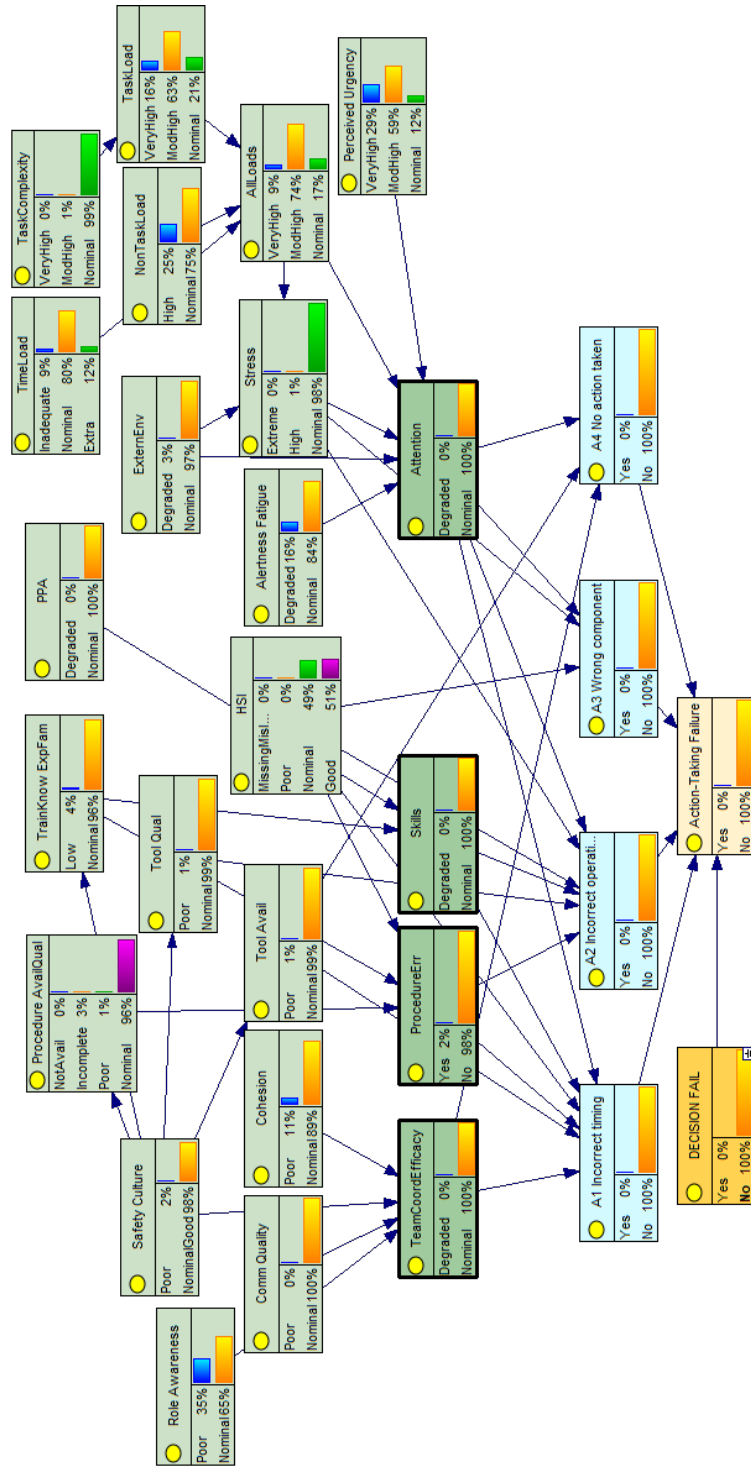 TaskComplexity
VeryHigh 0%
ModHigh 1%
Nominal 99%
TaskLoad
VeryHigh 16%
ModHigh 63%
Nominal 21%
TimeLoad
Inadequate 9%
Nominal 80%
Extra 12%
NonTaskLoad
High 25%
Nominal 75%
AllLoads
VeryHigh 9%
ModHigh 74%
Nominal 17%
Perceived Urgency
VeryHigh 29%
ModHigh 59%
Nominal 12%
ExternEnv
Degraded 3%
Nominal 97%
Stress
Extreme 0%
High 1%
Nominal 98%
Alertness Fatigue
Degraded 16%
Nominal 84%
Attention
Degraded 0%
Nominal 100%
PPA
Degraded 0%
Nominal 100%
HSI
MissingMisl... 0%
Poor 0%
Nominal 49%
Good 51%
TrainKnow ExpFam
Low 4%
Nominal 96%
Procedure AvailQual
NotAvail 0%
Incomplete 3%
Poor 1%
Nominal 96%
Tool Qual
Poor 1%
Nominal 99%
Tool Avail
Poor 1%
Nominal 99%
Safety Culture
Poor 2%
NominalGood 98%
Cohesion
Poor 11%
Nominal 89%
Comm Quality
Poor 0%
Nominal 100%
Role Awareness
Poor 35%
Nominal 65%
TeamCoordEfficacy
Degraded 0%
Nominal 100%
ProcedureErr
Yes 2%
No 98%
Skills
Degraded 0%
Nominal 100%
A1 Incorrect timing
Yes 0%
No 100%
A2 Incorrect operati...
Yes 0%
No 100%
A3 Wrong component
Yes 0%
No 100%
A4 No action taken
Yes 0%
No 100%
DECISION FAIL
Yes 0%
No 100%
Action-Taking Failure
Yes 0%
No 100%